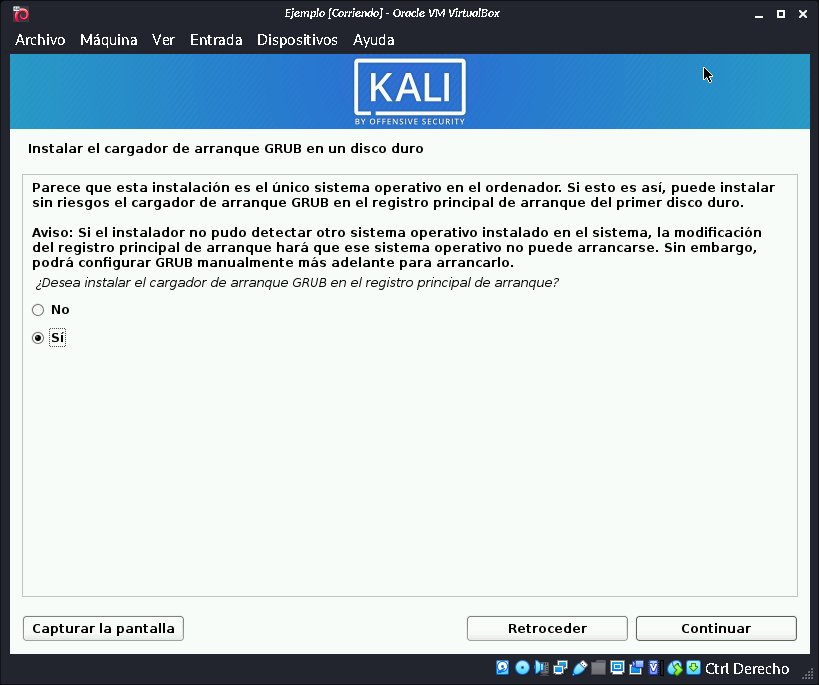 Ejemplo [Corriendo] - Oracle VM VirtualBox
Archivo Máquina Ver Entrada Dispositivos Ayuda
KALI
BY OFFENSIVE SECURITY
Instalar el cargador de arranque GRUB en un disco duro
Parece que esta instalación es el único sistema operativo en el ordenador. Si esto es así, puede instalar
sin riesgos el cargador de arranque GRUB en el registro principal de arranque del primer disco duro.
Aviso: Si el instalador no pudo detectar otro sistema operativo instalado en el sistema, la modificación
del registro principal de arranque hará que ese sistema operativo no puede arrancarse. Sin embargo,
podrá configurar GRUB manualmente más adelante para arrancarlo.
¿Desea instalar el cargador de arranque GRUB en el registro principal de arranque?
No
Sí
Capturar la pantalla Retroceder Continuar
Ctrl Derecho